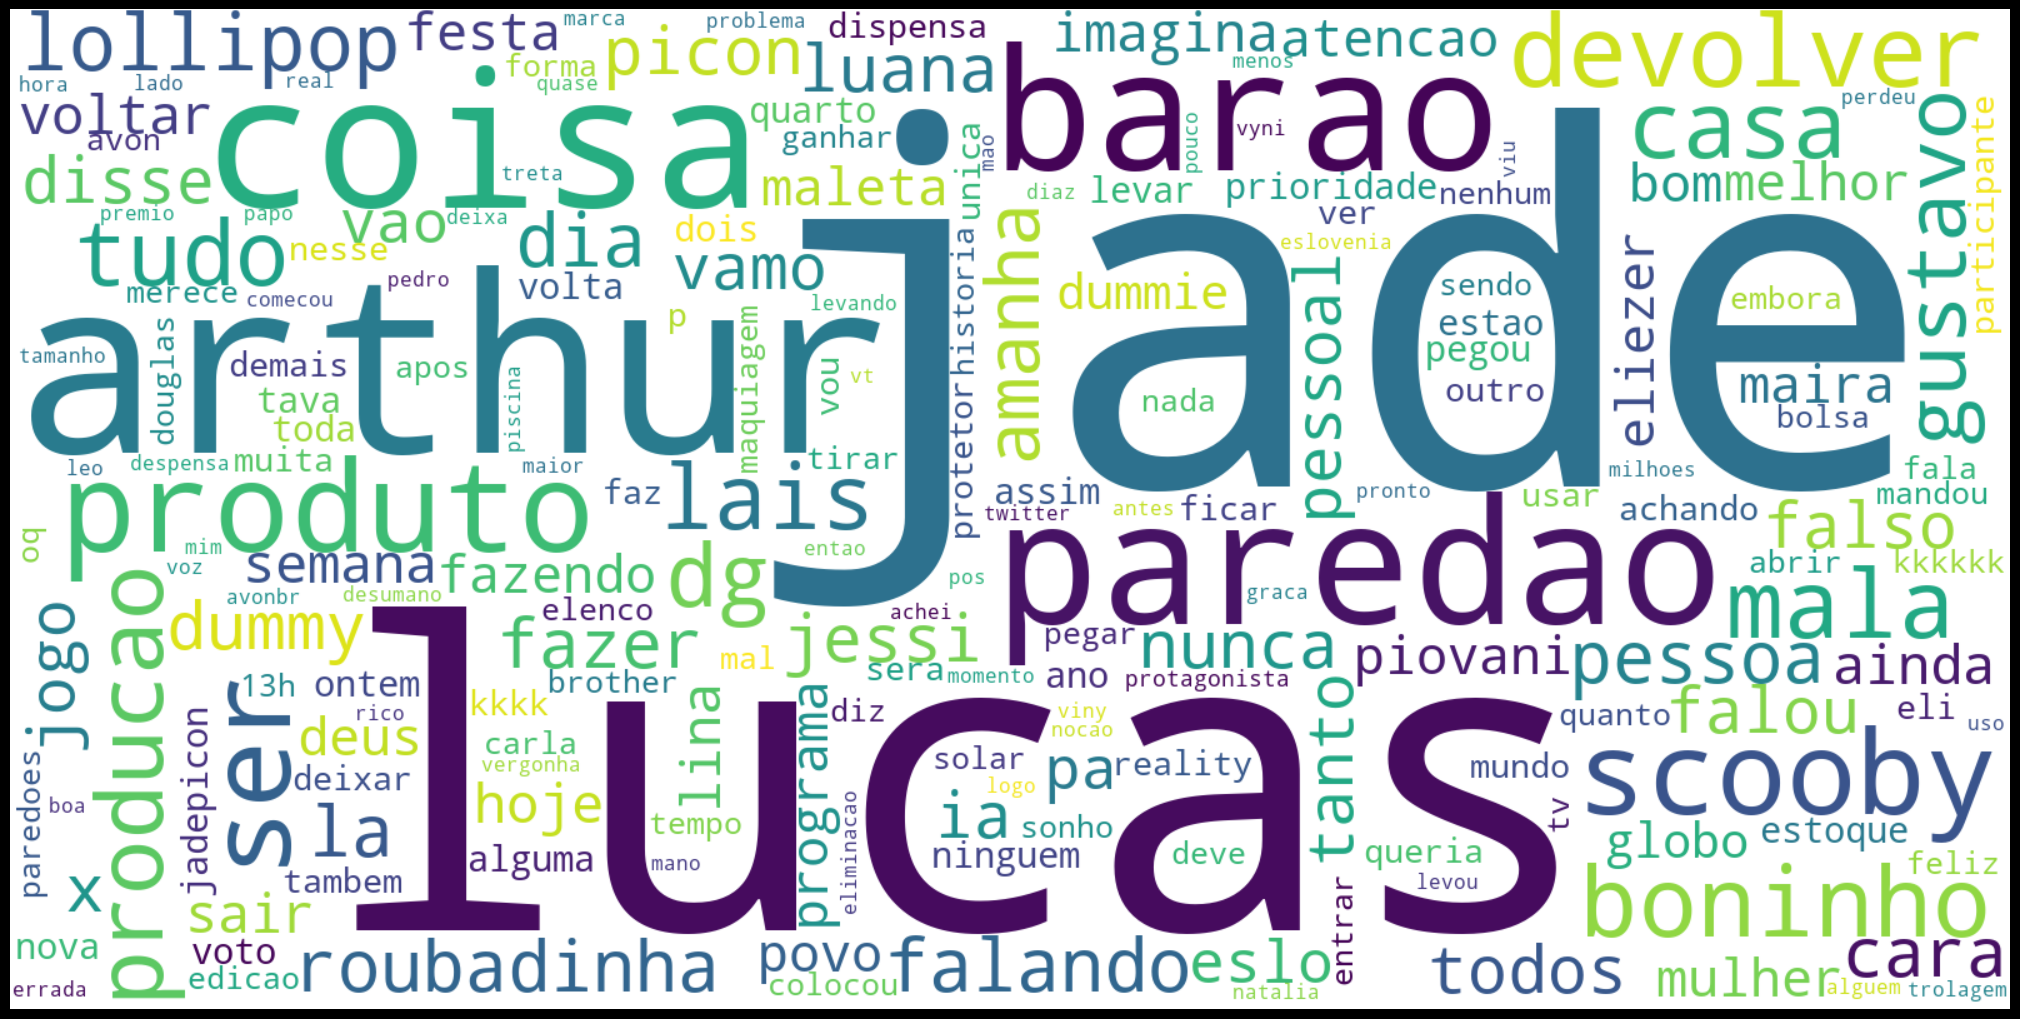 lollipop
festa
marca
problema
dispensa
imagina
atencao
devolver
hora
lado
real
forma
quase
picon
luana
menos
voltar
avon
coisa
quarto
ganhar
barao
vyni
casa
perdeu
disse
treta
maleta
unica
mao
diaz
levar
prioridade
pouco
nenhum
viu
bom
melhor
gustavo
participante
premio
papo
vao
deixa
dia
dois
jade
ver
eslovenia
tudo
nesse
merece
comecou
pedro
volta
vamo
levando
historia
amanha
dummie
pessoal
sendo
estao
eliezer
embora
arthur
p
tamanho
douglas
demais
apos
piscina
maquiagem
vou
vt
protetor
nada
pegou
outro
maira
bolsa
tava
toda
leo
despensa
muita
maior
tirar
pronto
milhoes
fala
produto
faz
lais
assim
twitter
antes
ficar
usar
achando
mandou
falso
oq
mim
voz
semana
fazendo
dg
entao
paredao
abrir
kkkkkk
avonbr
desumano
pos
graca
mala
jogo
producao
dummy
elenco
fazer
achei
jessi
pegar
nunca
piovani
pessoa
ainda
mal
13h
ontem
brother
sera
momento
ano
protagonista
ser
rico
kkkk
lina
programa
diz
viny
nocao
tanto
quanto
falou
eli
uso
deus
carla
vergonha
lucas
solar
logo
pa
reality
mundo
scooby
paredoes
boa
jadepicon
deixar
hoje
tempo
ia
sonho
tv
globo
estoque
la
alguma
mano
eliminacao
ninguem
deve
queria
levou
feliz
x
tambem
sair
entrar
boninho
nova
voto
edicao
roubadinha
povo
colocou
falando
eslo
natalia
todos
mulher
cara
alguem
trolagem
errada